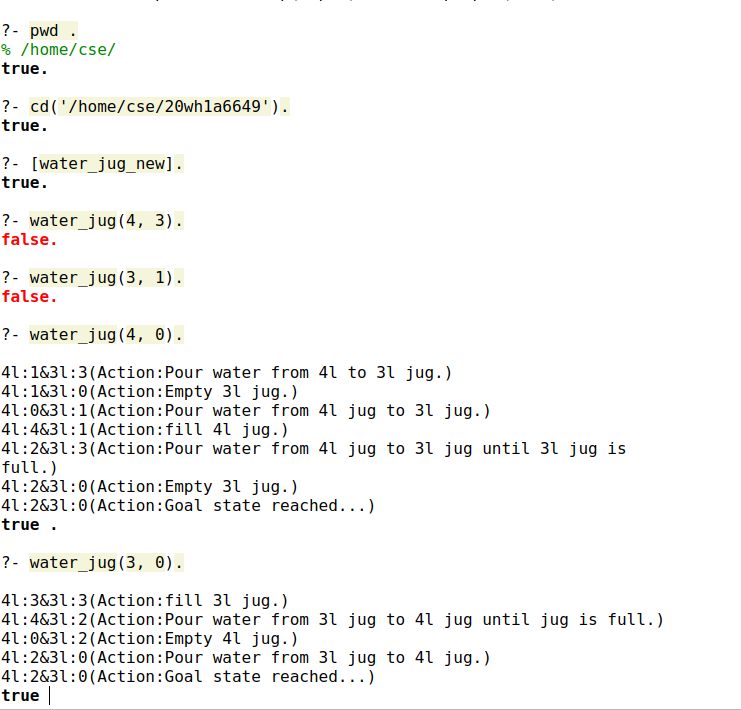 ?- pwd .
% /home/cse/
true.
?- cd('/home/cse/20wh1a6649').
true.
?- [water_jug_new].
true.
?- water_jug(4, 3).
false.
?- water_jug(3, 1).
false.
?- water_jug(4, 0).
4l:1&3l:3(Action:Pour water from 4l to 3l jug.)
4l:1&3l:0(Action:Empty 3l jug.)
4l:0&3l:1(Action:Pour water from 4l jug to 3l jug.)
4l:4&3l:1(Action:fill 4l jug.)
4l:2&3l:3(Action:Pour water from 4l jug to 3l jug until 3l jug is
full.)
4l:2&3l:0(Action:Empty 3l jug.)
4l:2&3l:0(Action:Goal state reached...)
true .
?- water_jug(3, 0).
4l:3&3l:3(Action:fill 3l jug.)
4l:4&3l:2(Action:Pour water from 3l jug to 4l jug until jug is full.)
4l:0&3l:2(Action:Empty 4l jug.)
4l:2&3l:0(Action:Pour water from 3l jug to 4l jug.)
4l:2&3l:0(Action:Goal state reached...)
true